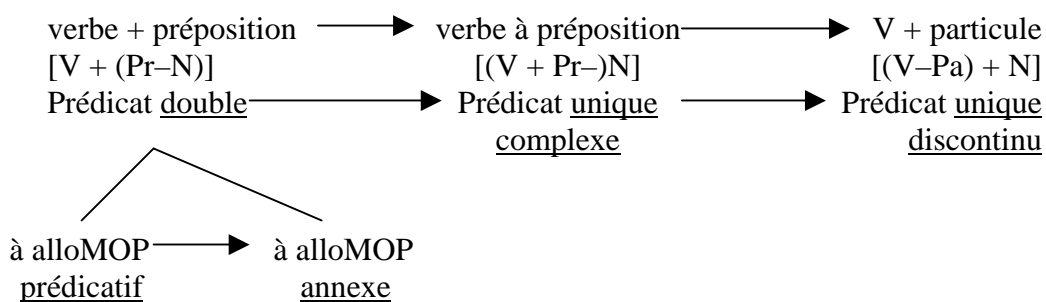 verbe + préposition verbe à préposition V + particule
[V + (Pr–N)] [(V + Pr-)N] [(V–Pa) + N]
Prédicat double Prédicat unique Prédicat unique
complexe discontinu
à alloMOP à alloMOP
prédicatif annexe